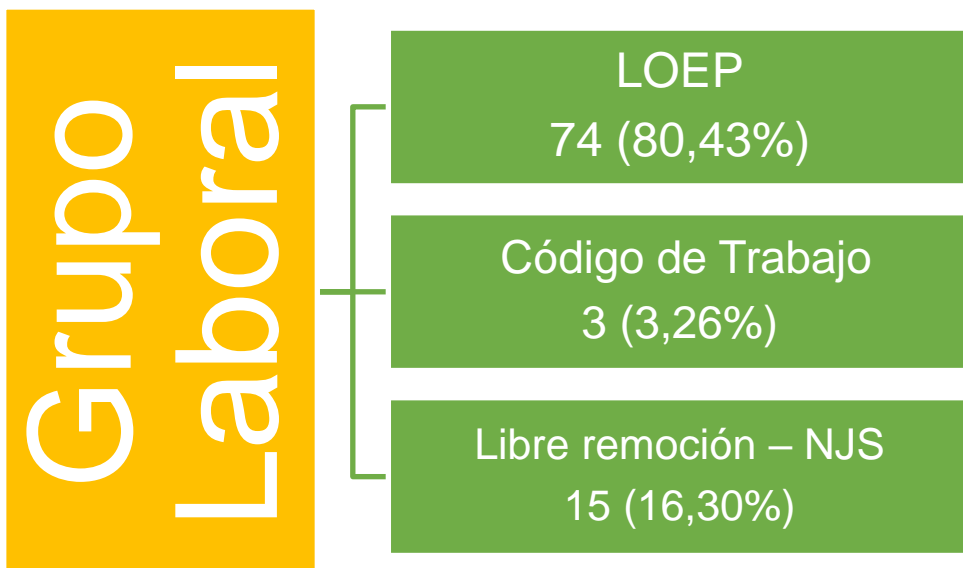 Grupo
Laboral
LOEP
74 (80,43%)
Código de Trabajo
3 (3,26%)
Libre remoción – NJS
15 (16,30%)